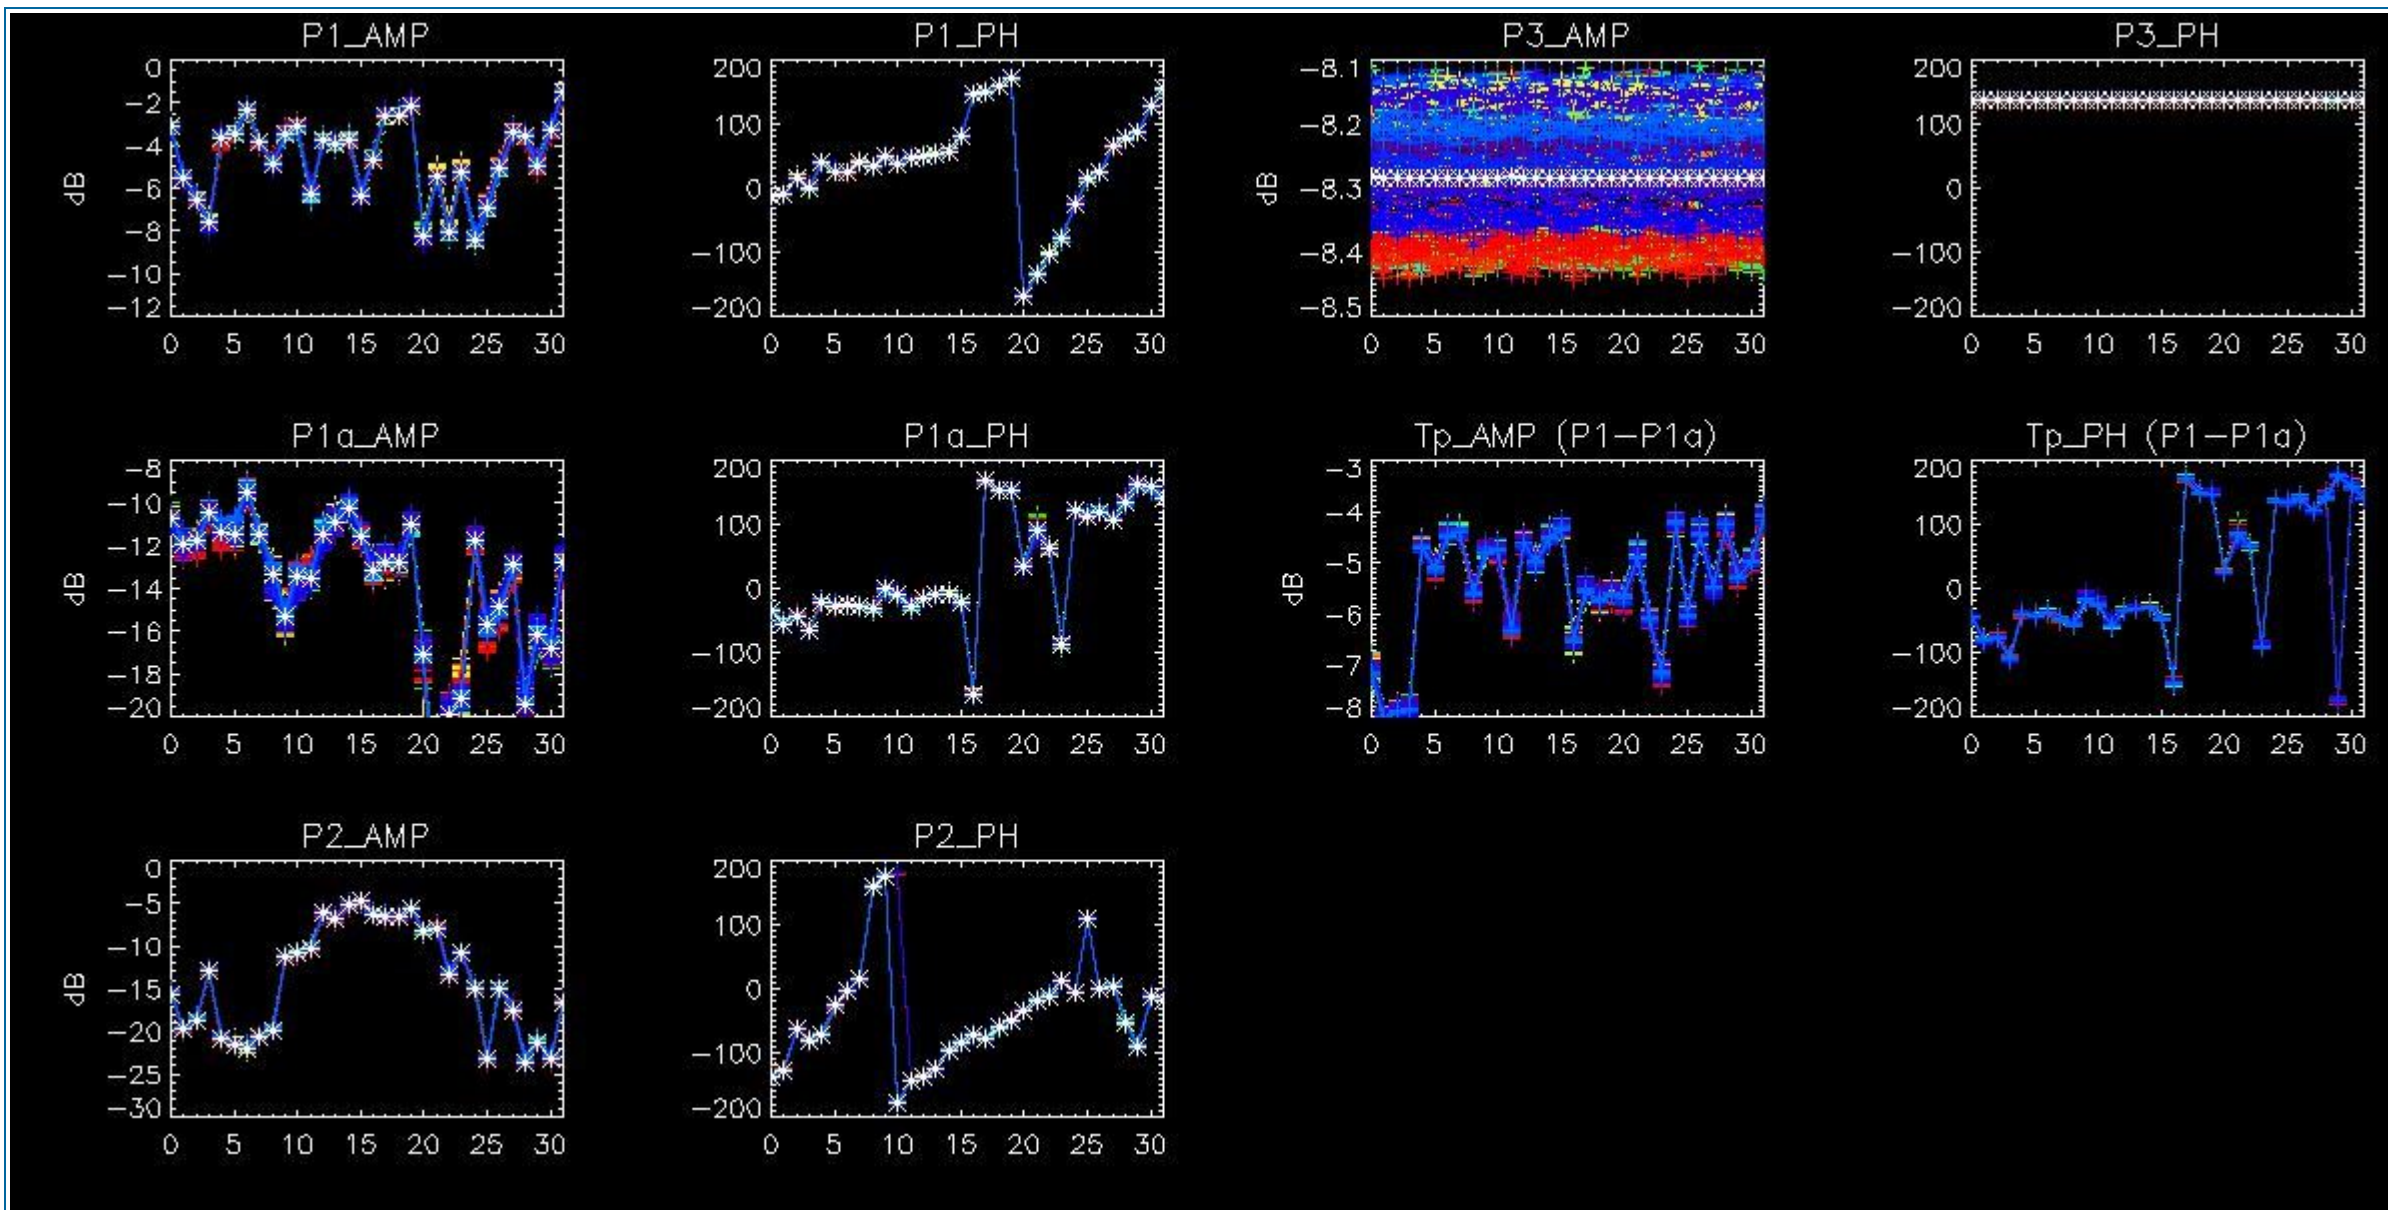 P1_AMP P1_PH P3_AMP P3_PH
0 200 -8.1 200
-2 100 -8.2 100
-4 0 -8.3 0
-6 -100 -8.4 -100
-8 -200 -8.5 -200
-10
-12
dB dB
0 5 10 15 20 25 30 0 5 10 15 20 25 30 0 5 10 15 20 25 30 0 5 10 15 20 25 30
P1a_AMP P1a_PH Tp_AMP (P1-P1a) Tp_PH (P1-P1a)
-8 200 -3 200
-10 100 -4 100
-12 0 -5 0
-14 -100 -6 -100
-16 -200 -7 -200
-18 -8
-20
dB dB
0 5 10 15 20 25 30 0 5 10 15 20 25 30 0 5 10 15 20 25 30 0 5 10 15 20 25 30
P2_AMP P2_PH
0 200
-5 100
-10 0
-15 -100
-20 -200
-25
-30
dB
0 5 10 15 20 25 30 0 5 10 15 20 25 30